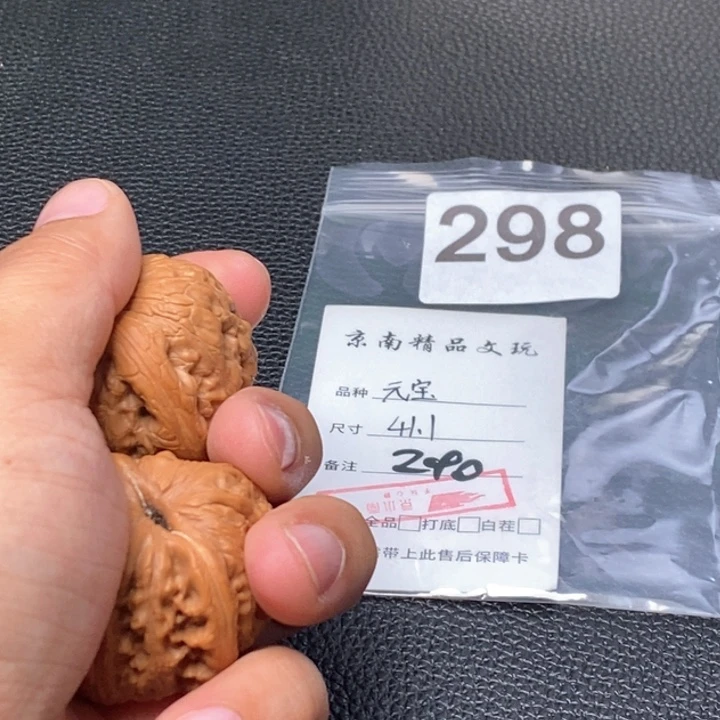 298
京南精品文玩
品种 元宝
尺寸 41.1
备注 290
全品 打底 白茬
带上此售后保障卡